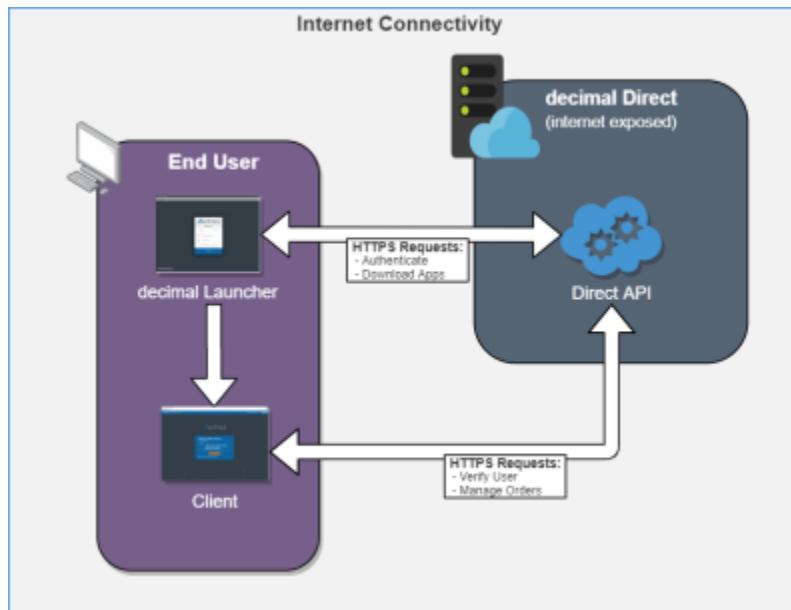 Internet Connectivity
decimal Direct
(internet exposed)
End User
HTTPS Requests:
- Authenticate
- Download Apps
decimal Launcher
Direct API
HTTPS Requests:
- Verify User
- Manage Orders
Client